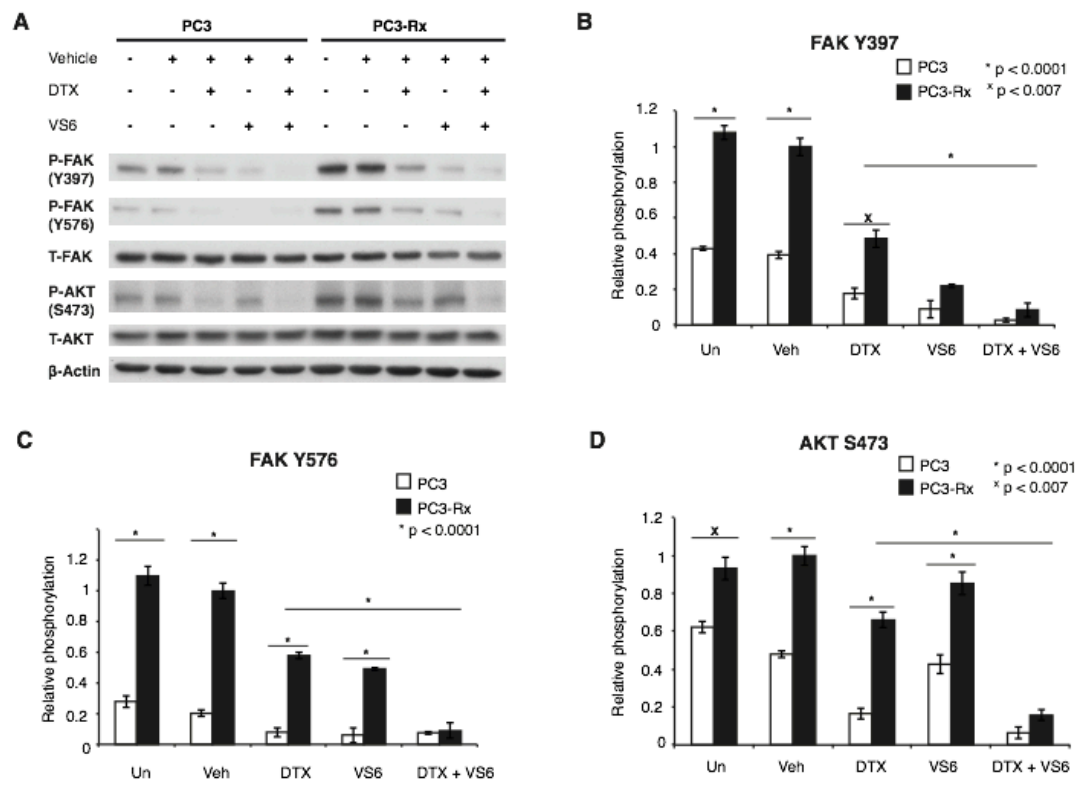 A
PC3 PC3-Rx
Vehicle - + + + + - + + + +
DTX - - + - + - - + - +
VS6 - - - + + - - - + +
P-FAK
(Y397)
P-FAK
(Y576)
T-FAK
P-AKT
(S473)
T-AKT
β-Actin
B
FAK Y397
PC3 * p < 0.0001
PC3-Rx x p < 0.007
Relative phosphorylation
1.2
1
0.8
0.6
0.4
0.2
0
* * x *
Un Veh DTX VS6 DTX + VS6
C
FAK Y576
PC3
PC3-Rx
* p < 0.0001
Relative phosphorylation
1.2
1
0.8
0.6
0.4
0.2
0
* * * * *
Un Veh DTX VS6 DTX + VS6
D
AKT S473
PC3 * p < 0.0001
PC3-Rx x p < 0.007
Relative phosphorylation
1.2
1
0.8
0.6
0.4
0.2
0
x * * * *
Un Veh DTX VS6 DTX + VS6